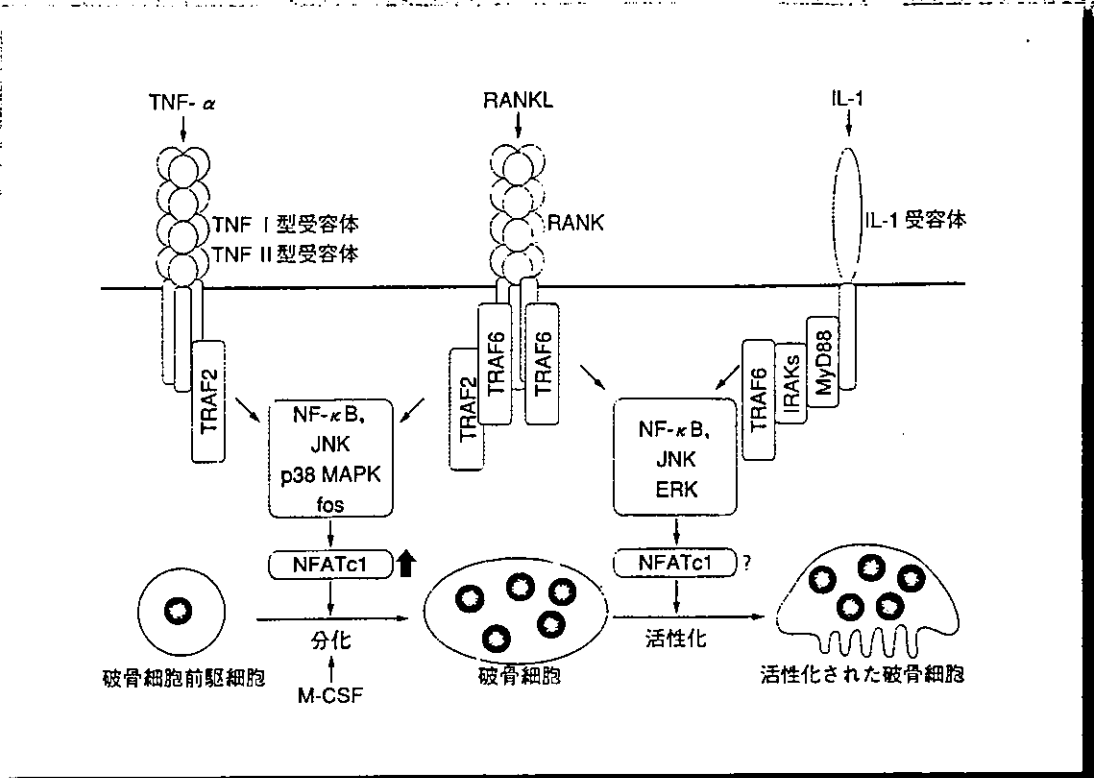 TNF-α
RANKL
IL-1
TNF I型受容体
TNF II型受容体
RANK
IL-1 受容体
TRAF2
TRAF2
TRAF6
TRAF6
TRAF6
IRAKs
MyD88
NF-κB,
JNK
p38 MAPK
fos
NF-κB,
JNK
ERK
NFATc1
NFATc1 ?
分化
活性化
破骨細胞前駆細胞
M-CSF
破骨細胞
活性化された破骨細胞